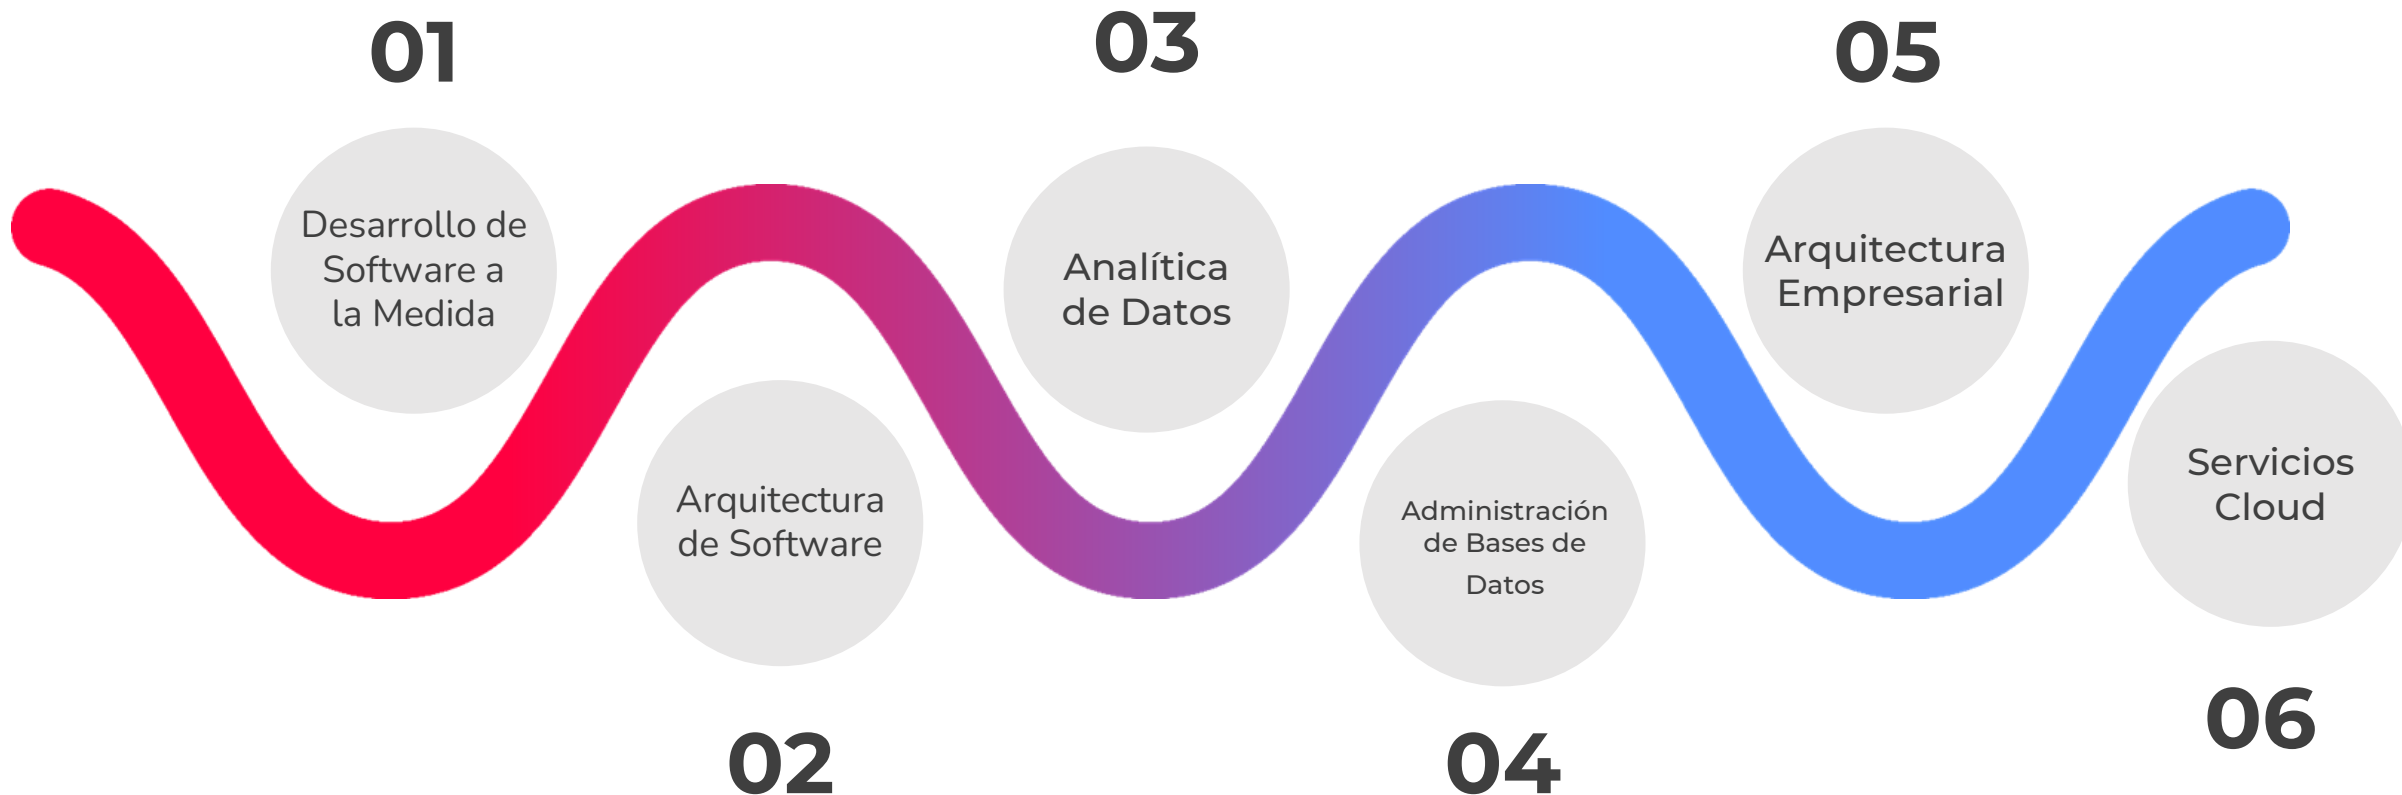 01
Desarrollo de
Software a
la Medida
02
Arquitectura
de Software
03
Analítica
de Datos
04
Administración
de Bases de
Datos
05
Arquitectura
Empresarial
06
Servicios
Cloud